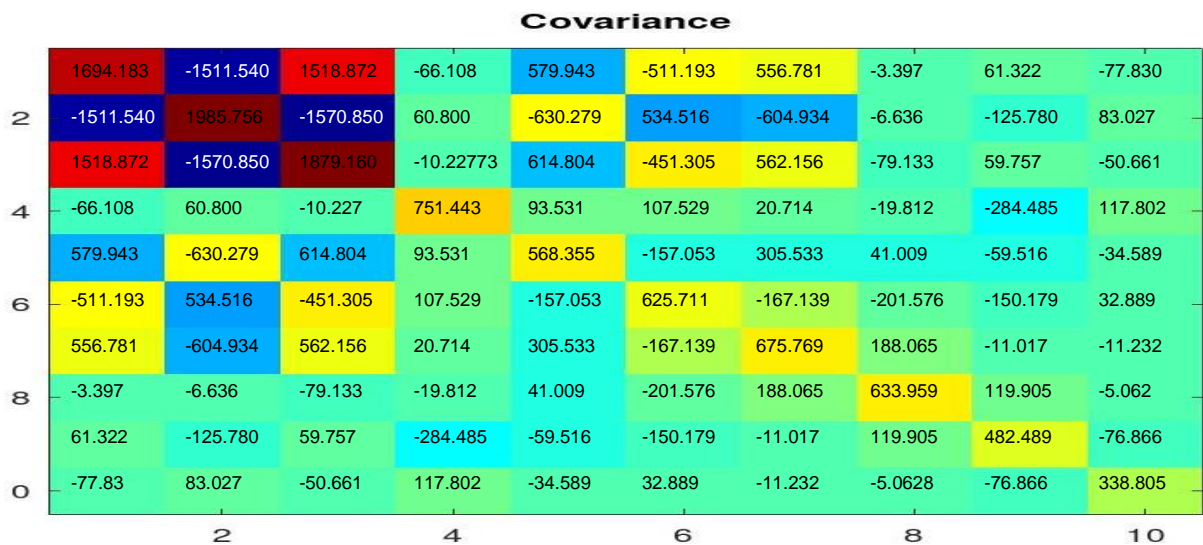 Covariance
1694.183 -1511.540 1518.872 -66.108 579.943 -511.193 556.781 -3.397 61.322 -77.830
2 -1511.540 1985.756 -1570.850 60.800 -630.279 534.516 -604.934 -6.636 -125.780 83.027
1518.872 -1570.850 1879.160 -10.22773 614.804 -451.305 562.156 -79.133 59.757 -50.661
4 -66.108 60.800 -10.227 751.443 93.531 107.529 20.714 -19.812 -284.485 117.802
579.943 -630.279 614.804 93.531 568.355 -157.053 305.533 41.009 -59.516 -34.589
6 -511.193 534.516 -451.305 107.529 -157.053 625.711 -167.139 -201.576 -150.179 32.889
556.781 -604.934 562.156 20.714 305.533 -167.139 675.769 188.065 -11.017 -11.232
8 -3.397 -6.636 -79.133 -19.812 41.009 -201.576 188.065 633.959 119.905 -5.062
61.322 -125.780 59.757 -284.485 -59.516 -150.179 -11.017 119.905 482.489 -76.866
0 -77.83 83.027 -50.661 117.802 -34.589 32.889 -11.232 -5.0628 -76.866 338.805
2 4 6 8 10